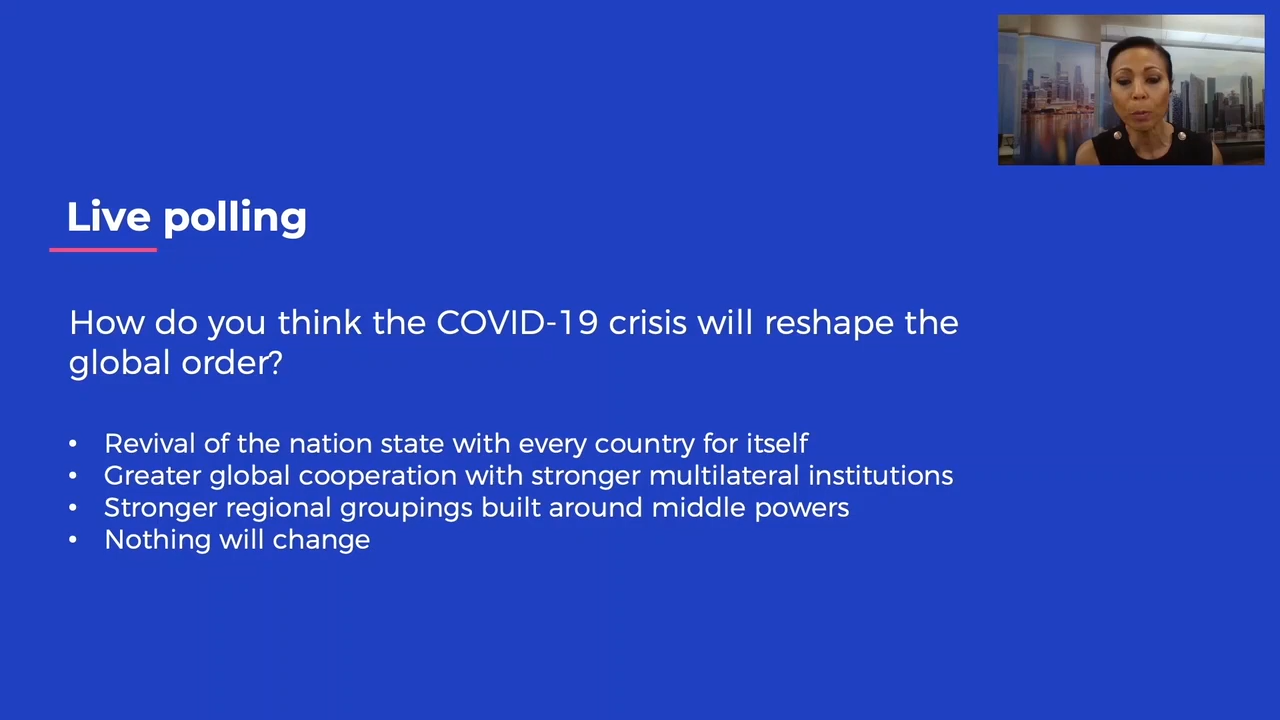 Live polling
How do you think the COVID-19 crisis will reshape the
global order?
• Revival of the nation state with every country for itself
• Greater global cooperation with stronger multilateral institutions
• Stronger regional groupings built around middle powers
• Nothing will change